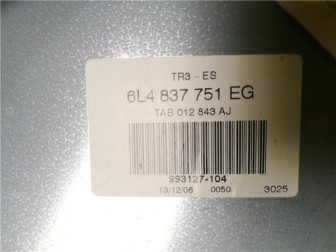 TR3-ES
6L4 837 751 EG
TAB 012 843 AJ
993127-104
13/12/06 0050 3025